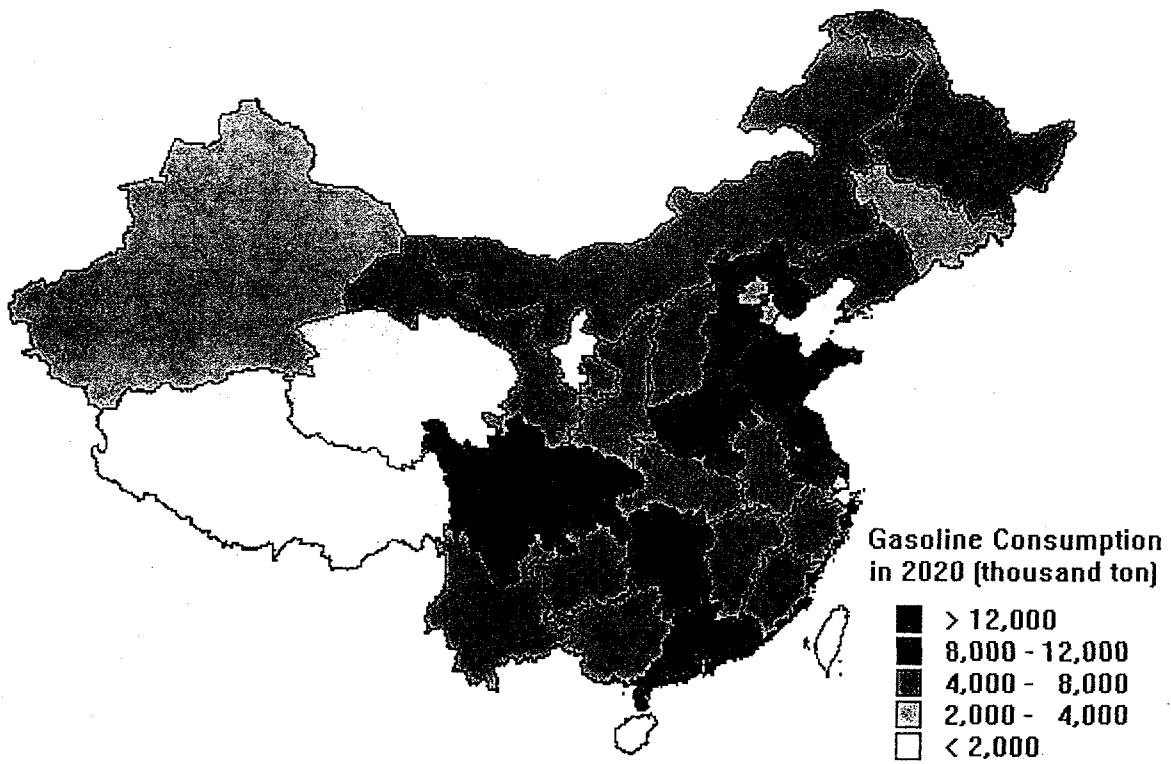 Gasoline Consumption
in 2020 (thousand ton)
> 12,000
8,000 - 12,000
4,000 - 8,000
2,000 - 4,000
< 2,000